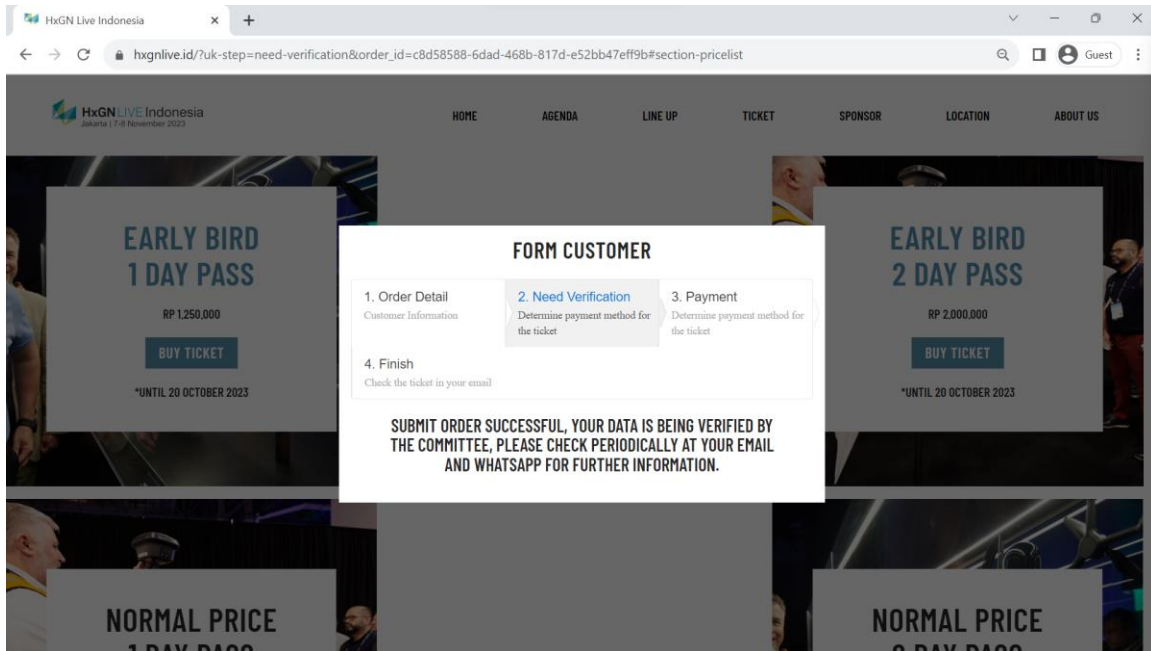 HxGN Live Indonesia
hxgnlive.id/?uk-step=need-verification&order_id=c8d58588-6dad-468b-817d-e52bb47eff9b#section-pricelist
Guest
HxGN LIVE Indonesia
Jakarta | 7-8 November 2023
HOME AGENDA LINE UP TICKET SPONSOR LOCATION ABOUT US
EARLY BIRD
1 DAY PASS
RP 1,250,000
BUY TICKET
*UNTIL 20 OCTOBER 2023
FORM CUSTOMER
1. Order Detail
Customer Information
2. Need Verification
Determine payment method for
the ticket
3. Payment
Determine payment method for
the ticket
4. Finish
Check the ticket in your email
SUBMIT ORDER SUCCESSFUL, YOUR DATA IS BEING VERIFIED BY
THE COMMITTEE, PLEASE CHECK PERIODICALLY AT YOUR EMAIL
AND WHATSAPP FOR FURTHER INFORMATION.
EARLY BIRD
2 DAY PASS
RP 2,000,000
BUY TICKET
*UNTIL 20 OCTOBER 2023
NORMAL PRICE
1 DAY PASS
NORMAL PRICE
2 DAY PASS